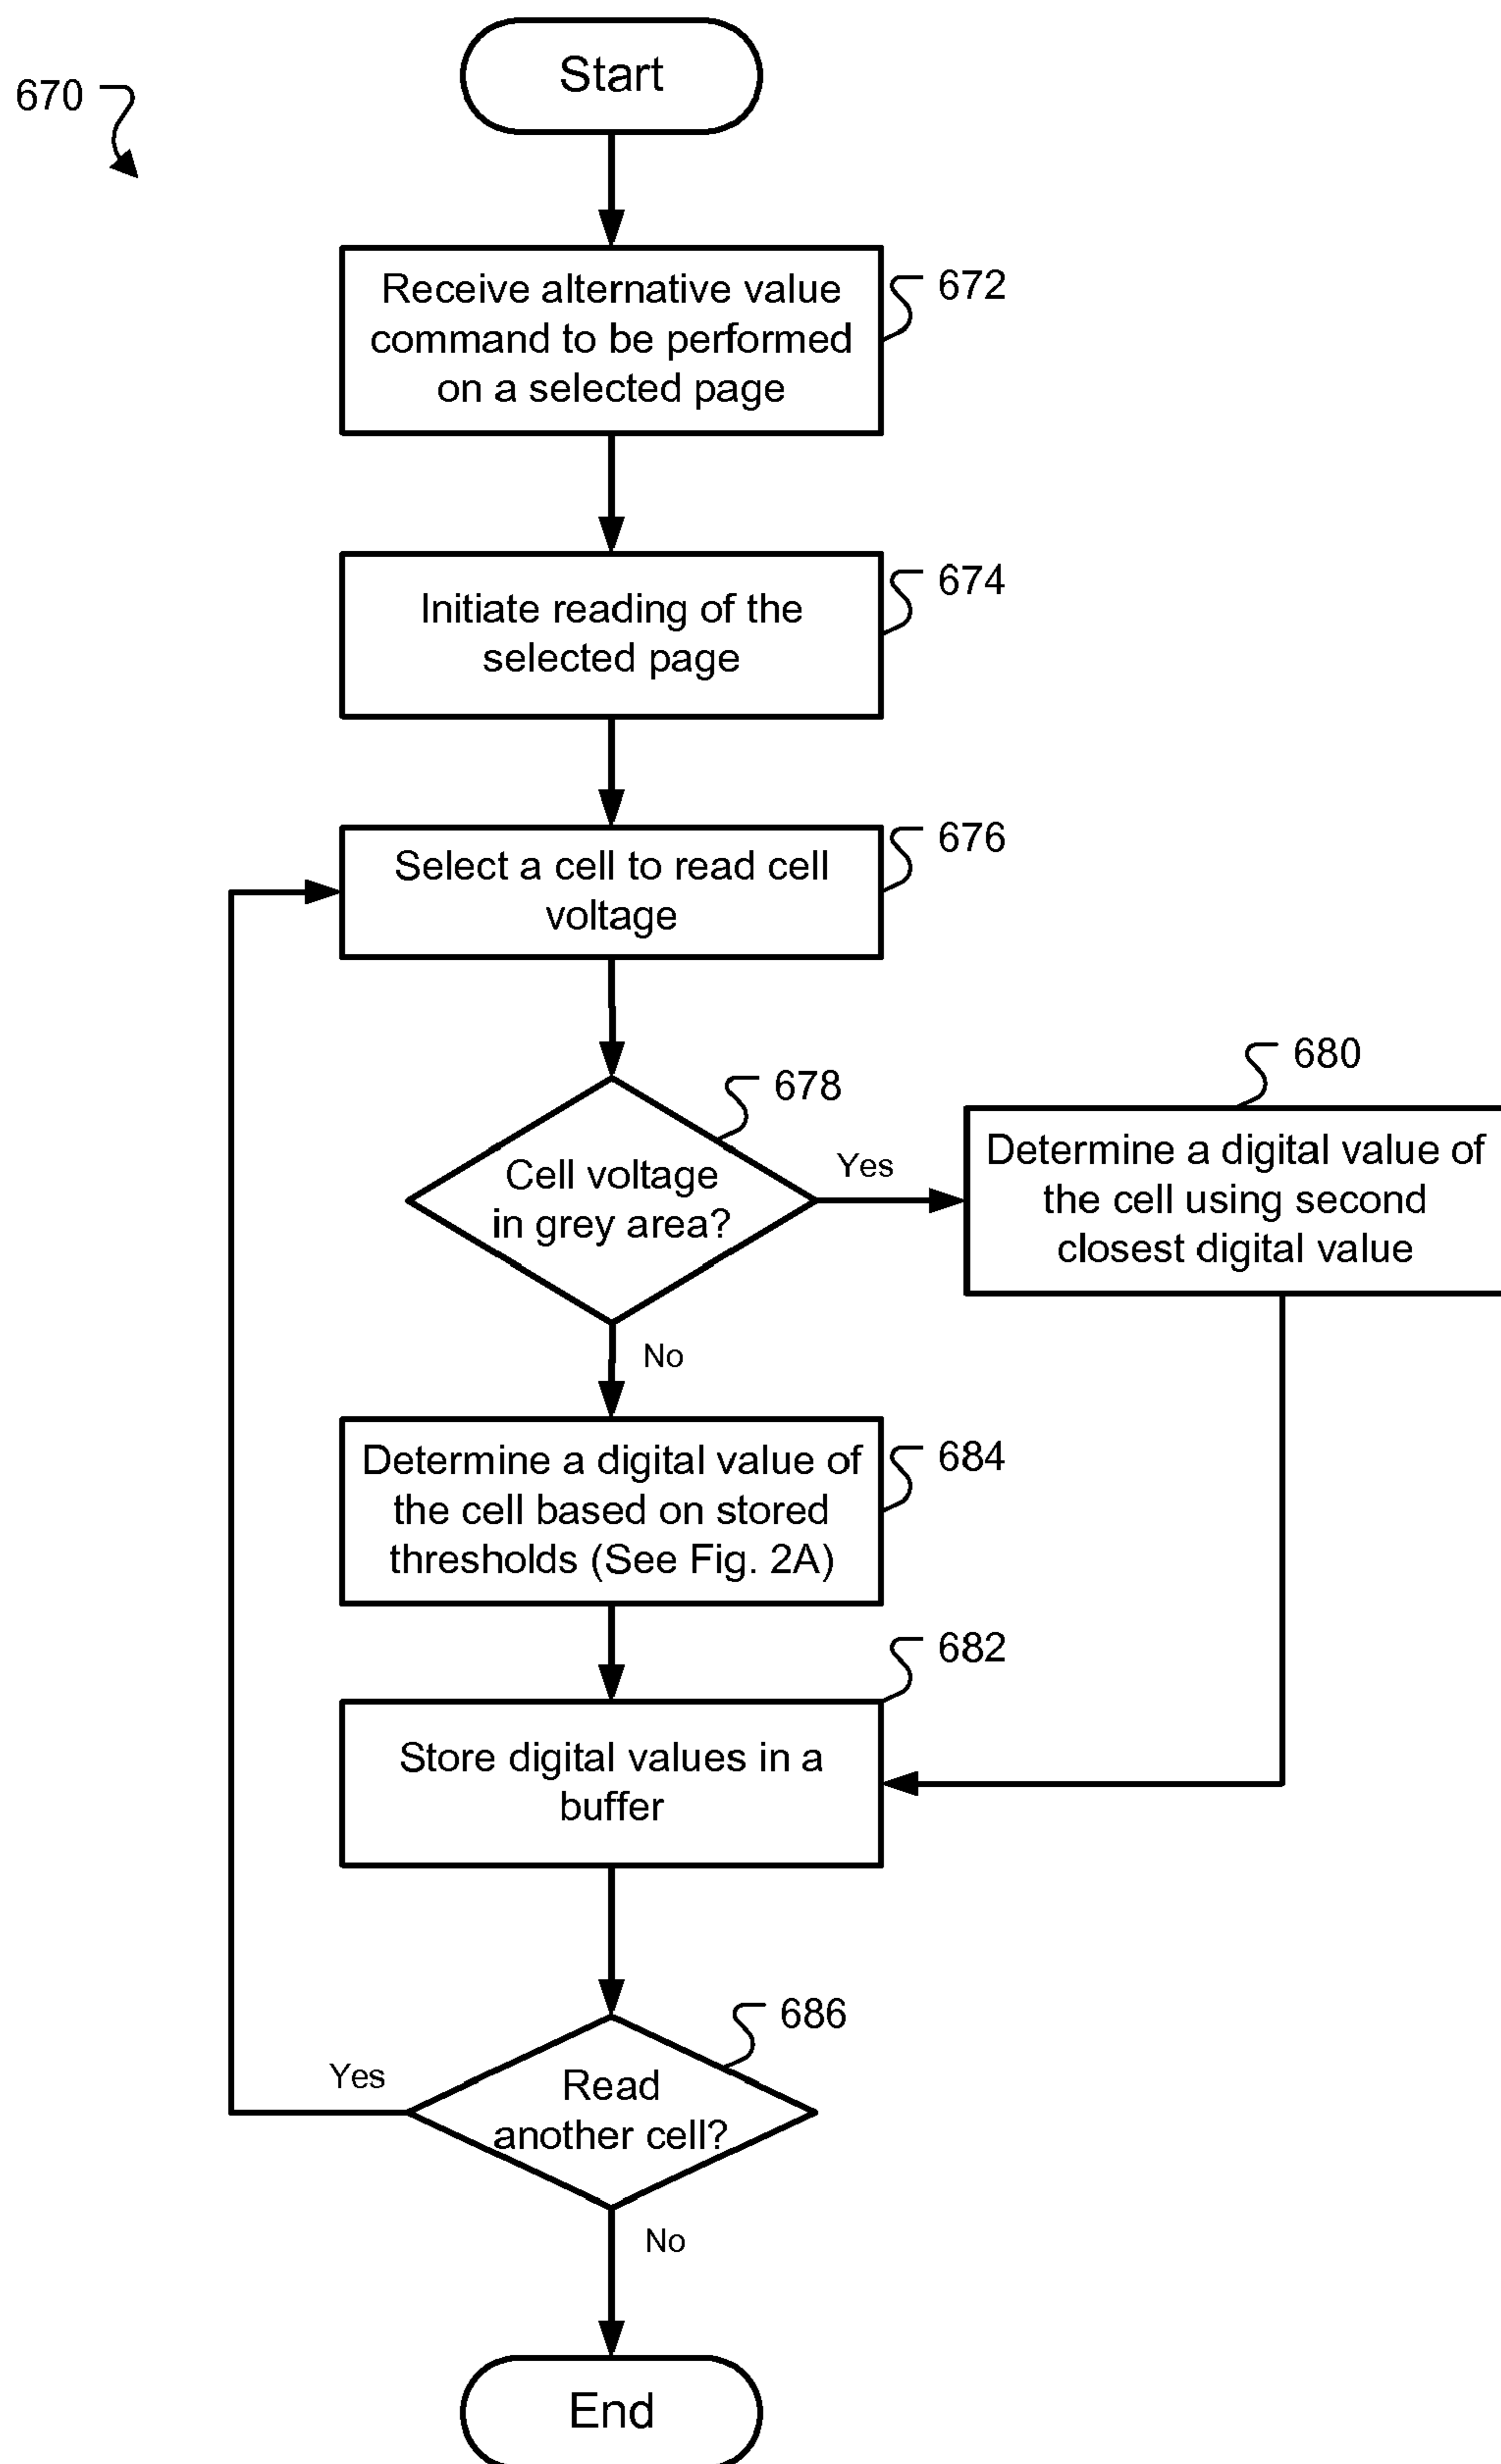 Start
670
Receive alternative value
command to be performed
on a selected page
672
Initiate reading of the
selected page
674
Select a cell to read cell
voltage
676
Cell voltage
in grey area?
678
Yes
680
Determine a digital value of
the cell using second
closest digital value
No
Determine a digital value of
the cell based on stored
thresholds (See Fig. 2A)
684
682
Store digital values in a
buffer
686
Yes
Read
another cell?
No
End